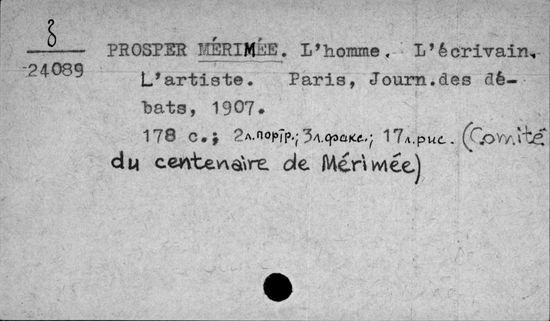 8
24089
PROSPER MÉRIMÉE. L'homme. L'écrivain.
L'artiste. Paris, Journ.des dé-
bats, 1907.
178 с.; 2л.портр.; 3л.факс.; 17л.рис. (Comité
du centenaire de Mérimée)